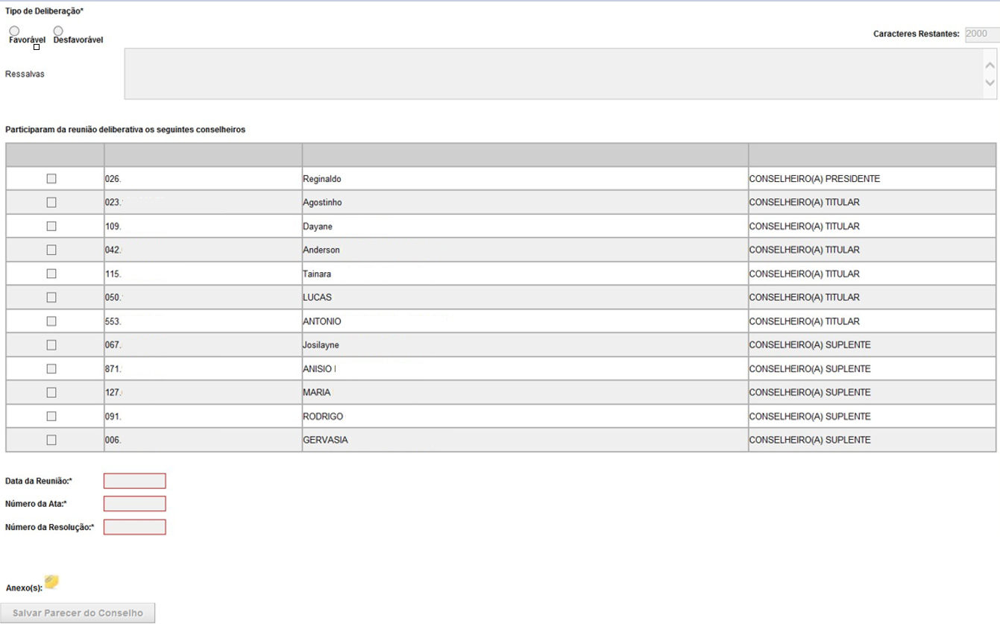 Tipo de Deliberação*
Favorável Desfavorável
Caracteres Restantes: 2000
Ressalvas
Participaram da reunião deliberativa os seguintes conselheiros
026. Reginaldo CONSELHEIRO(A) PRESIDENTE
023. Agostinho CONSELHEIRO(A) TITULAR
109. Dayane CONSELHEIRO(A) TITULAR
042. Anderson CONSELHEIRO(A) TITULAR
115. Tainara CONSELHEIRO(A) TITULAR
050. LUCAS CONSELHEIRO(A) TITULAR
553. ANTONIO CONSELHEIRO(A) TITULAR
067. Josilayne CONSELHEIRO(A) SUPLENTE
871. ANISIO CONSELHEIRO(A) SUPLENTE
127. MARIA CONSELHEIRO(A) SUPLENTE
091. RODRIGO CONSELHEIRO(A) SUPLENTE
006. GERVASIA CONSELHEIRO(A) SUPLENTE
Data da Reunião:*
Número da Ata:*
Número da Resolução:*
Anexo(s):
Salvar Parecer do Conselho